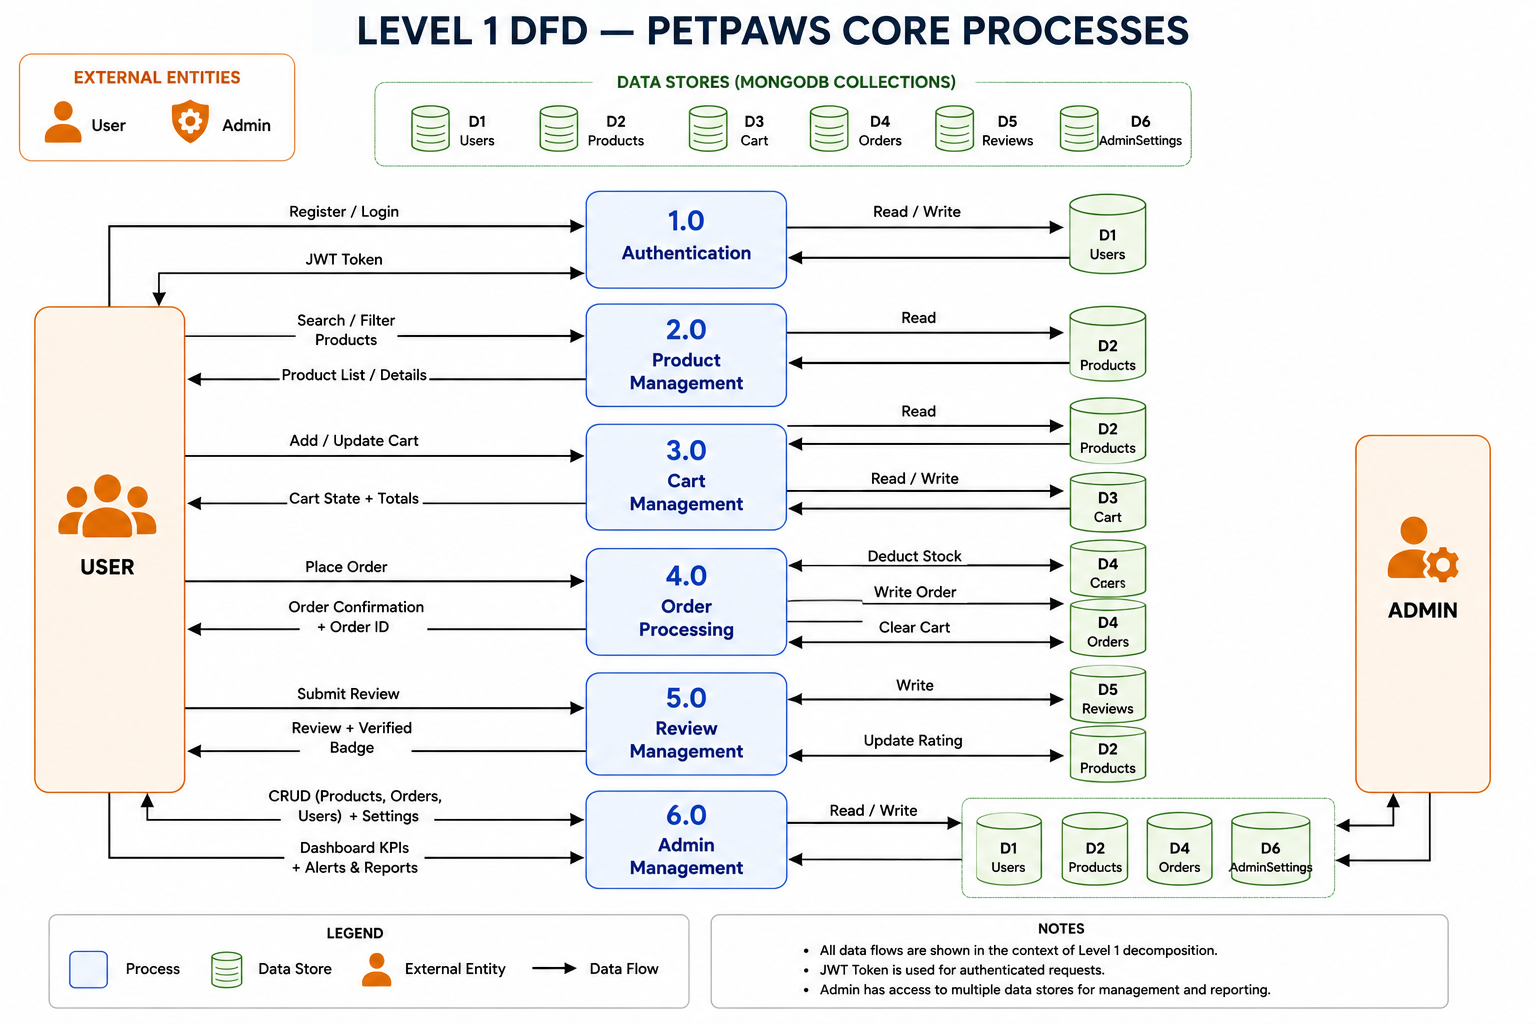 LEVEL 1 DFD — PETPAWS CORE PROCESSES
EXTERNAL ENTITIES
User
Admin
DATA STORES (MONGODB COLLECTIONS)
D1
Users
D2
Products
D3
Cart
D4
Orders
D5
Reviews
D6
AdminSettings
Register / Login
JWT Token
1.0
Authentication
Read / Write
D1
Users
Search / Filter
Products
Product List / Details
2.0
Product
Management
Read
D2
Products
Add / Update Cart
Cart State + Totals
3.0
Cart
Management
Read
D2
Products
Read / Write
D3
Cart
USER
Place Order
Order Confirmation
+ Order ID
4.0
Order
Processing
Deduct Stock
D4
Write Order
Clear Cart
D4
Orders
ADMIN
Submit Review
Review + Verified
Badge
5.0
Review
Management
Write
D5
Reviews
Update Rating
D2
Products
CRUD (Products, Orders,
Users) + Settings
Dashboard KPIs
+ Alerts & Reports
6.0
Admin
Management
Read / Write
D1
Users
D2
Products
D4
Orders
D6
AdminSettings
LEGEND
Process
Data Store
External Entity
Data Flow
NOTES
• All data flows are shown in the context of Level 1 decomposition.
• JWT Token is used for authenticated requests.
• Admin has access to multiple data stores for management and reporting.